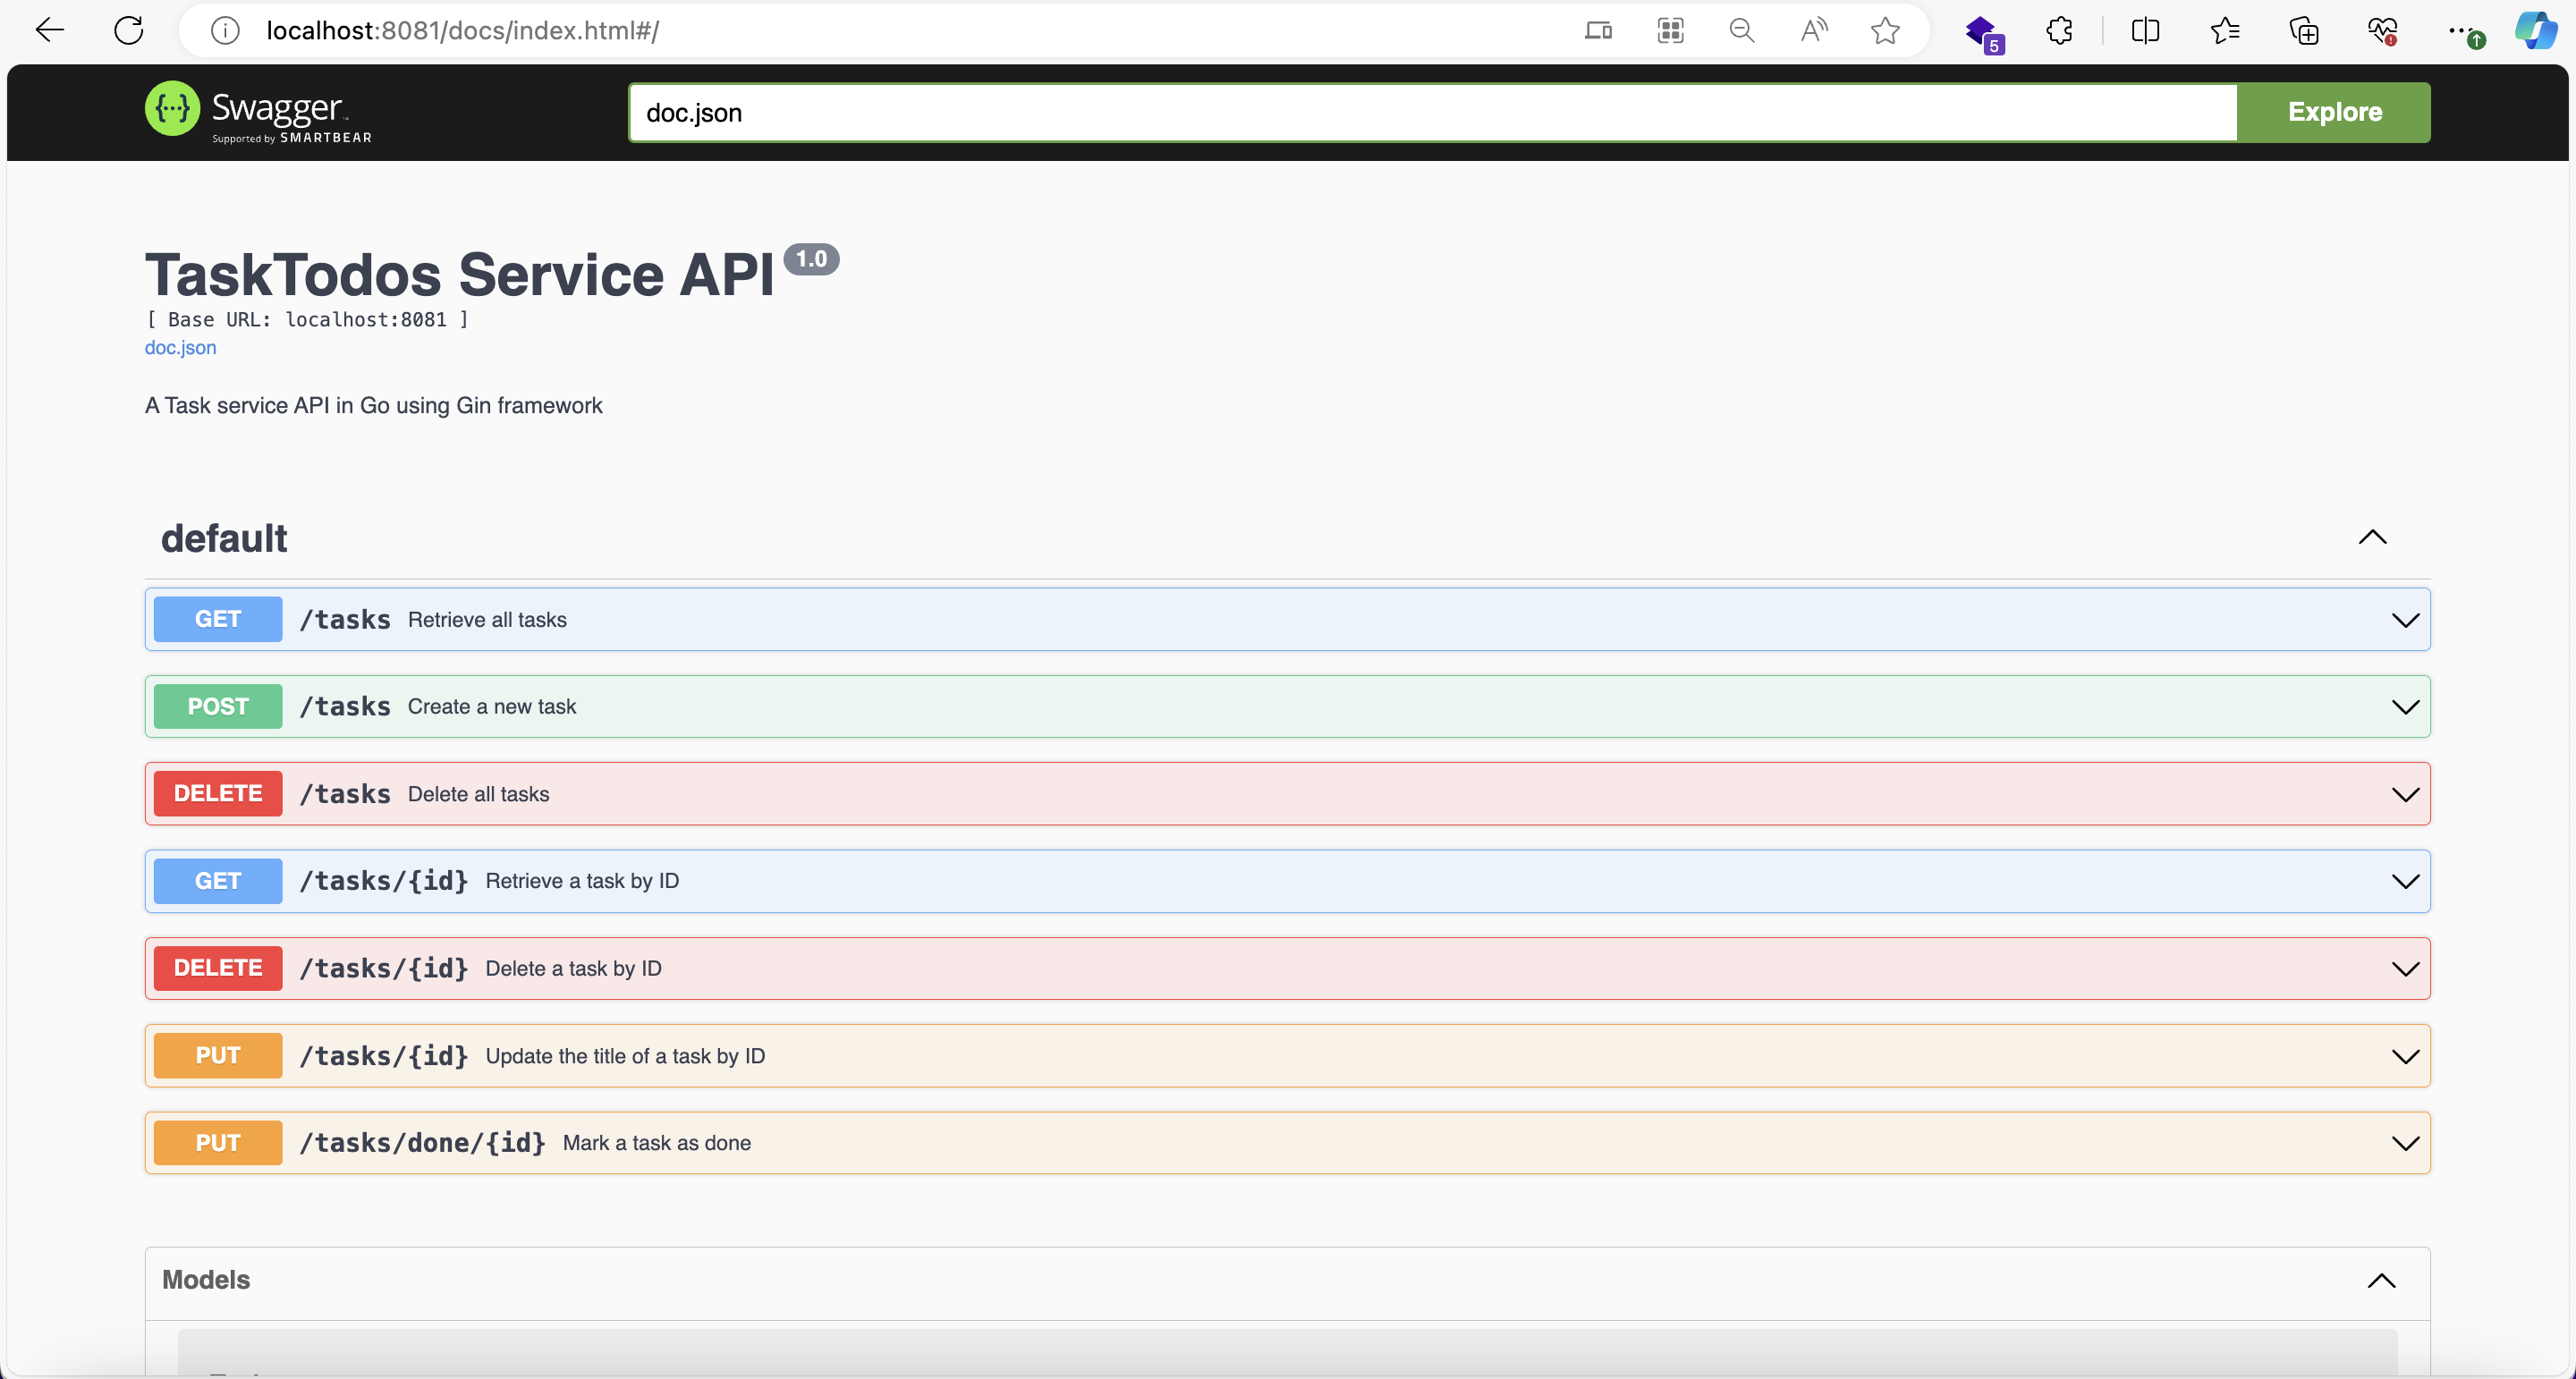 localhost:8081/docs/index.html#/
5
Swagger
Supported by SMARTBEAR
doc.json
Explore
TaskTodos Service API 1.0
[ Base URL: localhost:8081 ]
doc.json
A Task service API in Go using Gin framework
default
GET /tasks Retrieve all tasks
POST /tasks Create a new task
DELETE /tasks Delete all tasks
GET /tasks/{id} Retrieve a task by ID
DELETE /tasks/{id} Delete a task by ID
PUT /tasks/{id} Update the title of a task by ID
PUT /tasks/done/{id} Mark a task as done
Models